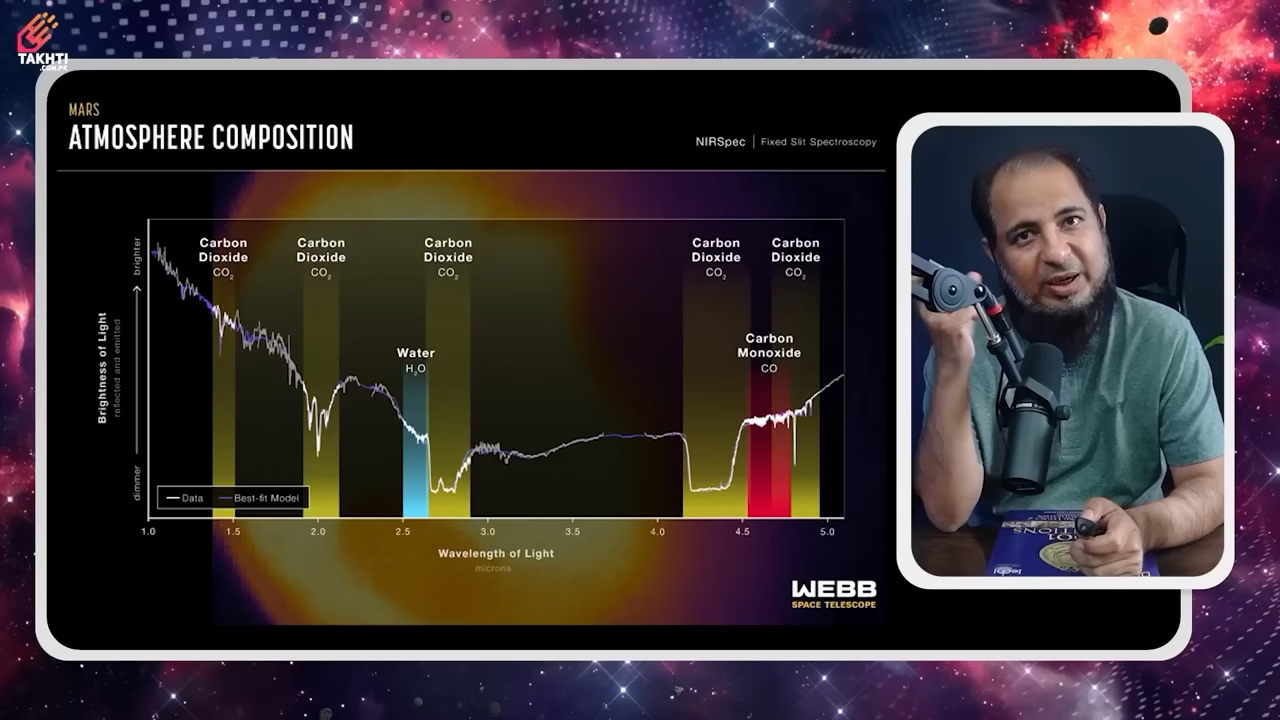 TAKHTI
.COM.PK
MARS
ATMOSPHERE COMPOSITION
NIRSpec | Fixed Slit Spectroscopy
Carbon Dioxide CO₂
Carbon Dioxide CO₂
Carbon Dioxide CO₂
Carbon Dioxide CO₂
Carbon Dioxide CO₂
Water
H₂O
Carbon
Monoxide
CO
brighter
Brightness of Light
reflected and emitted
dimmer
Data
Best-fit Model
1.0 1.5 2.0 2.5 3.0 3.5 4.0 4.5 5.0
Wavelength of Light
microns
WEBB
SPACE TELESCOPE